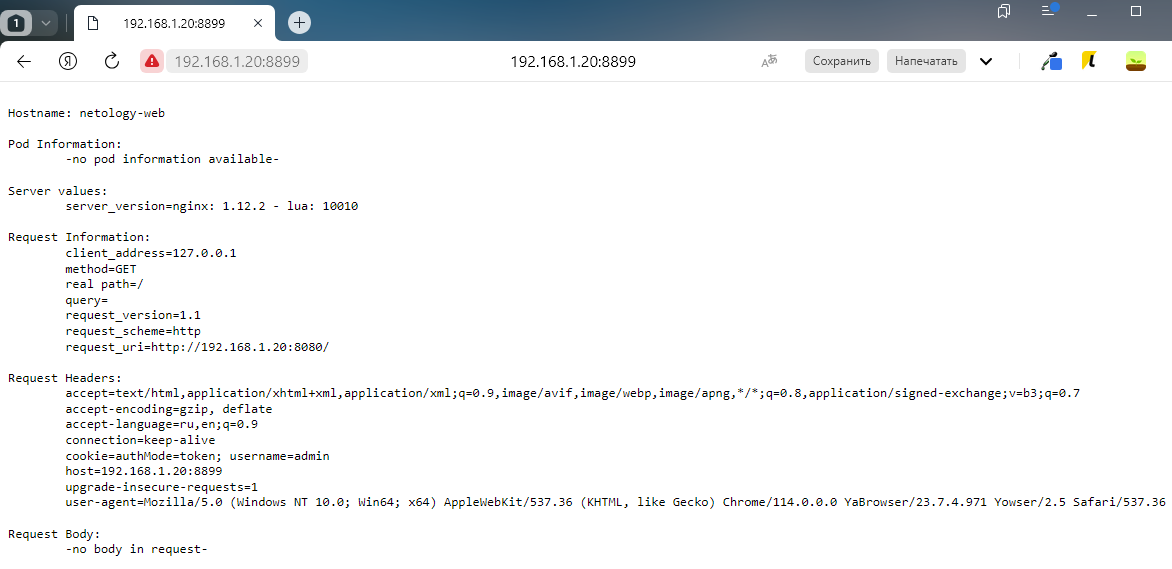 1
192.168.1.20:8899
Я
192.168.1.20:8899
192.168.1.20:8899
Сохранить
Напечатать
Hostname: netology-web
Pod Information:
-no pod information available-
Server values:
server_version=nginx: 1.12.2 - lua: 10010
Request Information:
client_address=127.0.0.1
method=GET
real path=/
query=
request_version=1.1
request_scheme=http
request_uri=http://192.168.1.20:8080/
Request Headers:
accept=text/html,application/xhtml+xml,application/xml;q=0.9,image/avif,image/webp,image/apng,*/*;q=0.8,application/signed-exchange;v=b3;q=0.7
accept-encoding=gzip, deflate
accept-language=ru,en;q=0.9
connection=keep-alive
cookie=authMode=token; username=admin
host=192.168.1.20:8899
upgrade-insecure-requests=1
user-agent=Mozilla/5.0 (Windows NT 10.0; Win64; x64) AppleWebKit/537.36 (KHTML, like Gecko) Chrome/114.0.0.0 YaBrowser/23.7.4.971 Yowser/2.5 Safari/537.36
Request Body:
-no body in request-